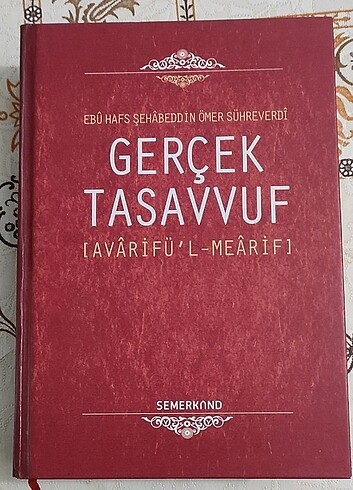 EBÛ HAFS ŞEHÂBEDDİN ÖMER SÜHREVERDÎ
GERÇEK
TASAVVUF
[AVÂRİFÜ'L-MEÂRİF]
SEMERKAND